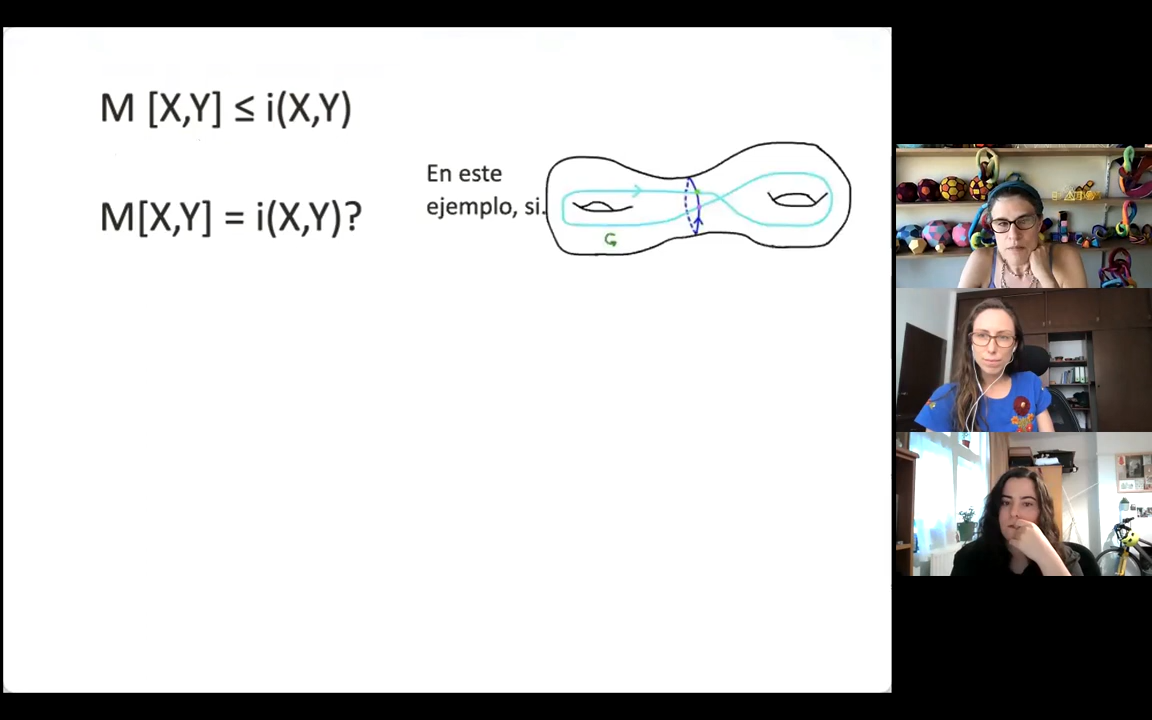 M [X,Y] ≤ i(X,Y)
En este
ejemplo, si.
M[X,Y] = i(X,Y)?
G